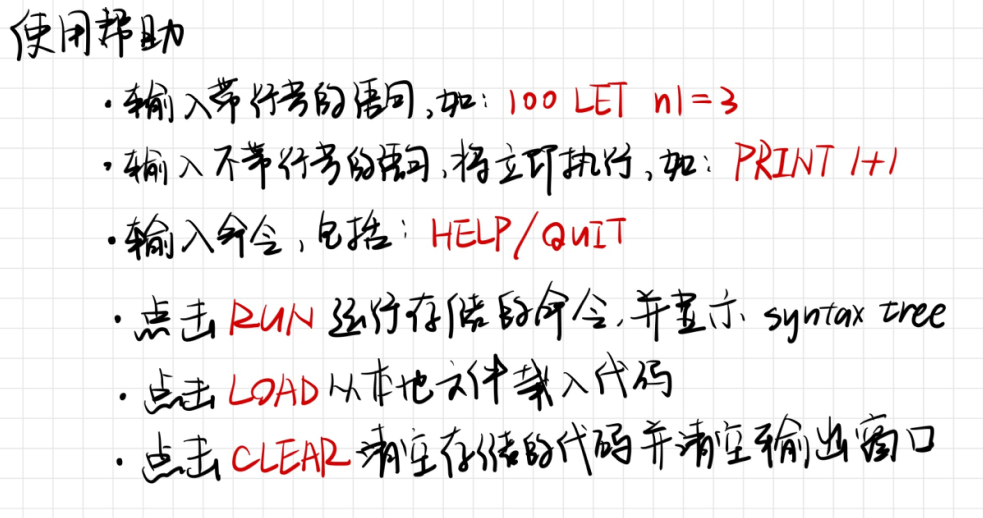 使用帮助
·输入带行号的语句,如: 100 LET n1=3
·输入不带行号的语句,将立即执行,如: PRINT 1+1
·输入命令,包括: HELP/QUIT
·点击 RUN 运行存储的命令,并显示 syntax tree
·点击 LOAD 从本地文件载入代码
·点击 CLEAR 清空存储的代码并清空输出窗口